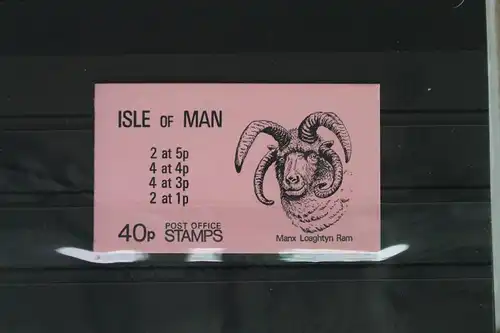 ISLE OF MAN
2 at 5p
4 at 4p
4 at 3p
2 at 1p
40p POST OFFICE STAMPS
Manx Loaghtyn Ram